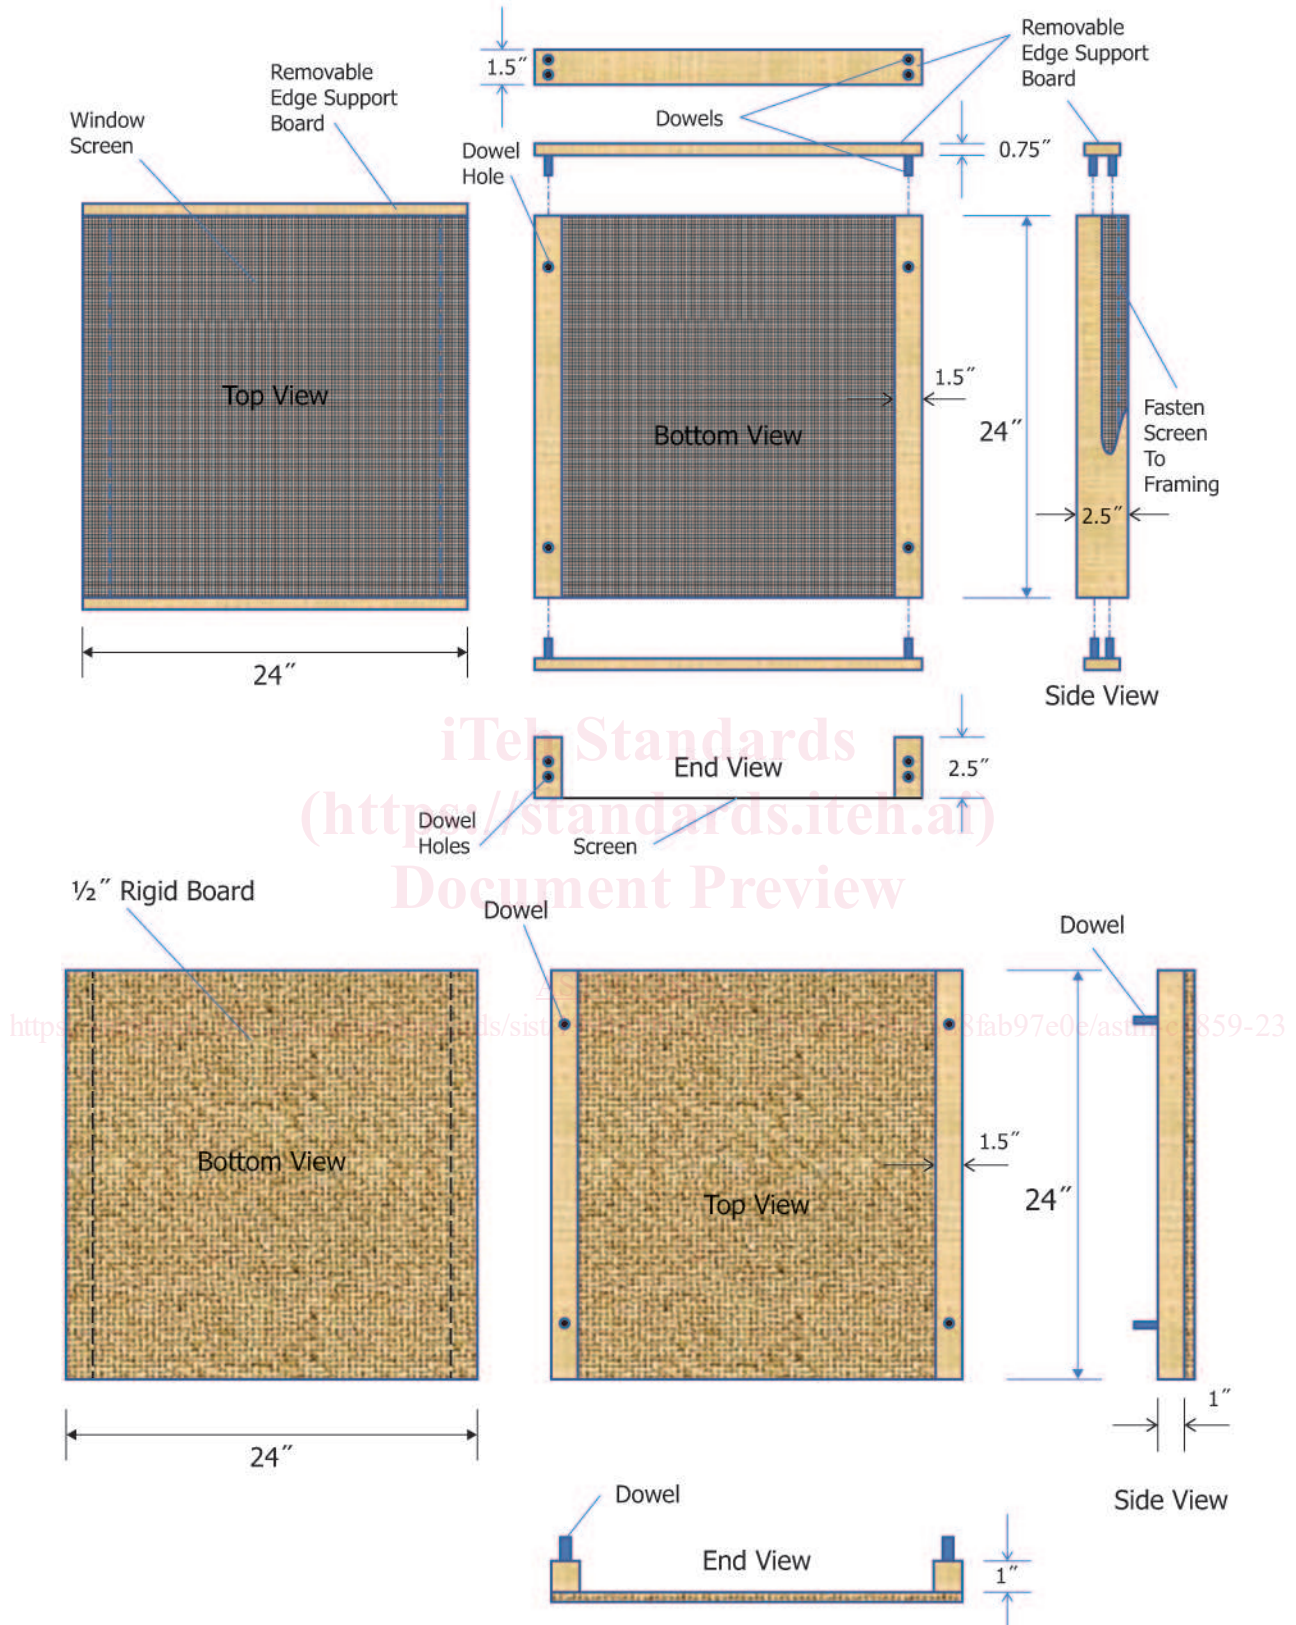 Removable
Edge Support
Board
1.5″
Removable
Edge Support
Board
Window
Screen
Dowels
Dowel
Hole
0.75″
Top View
1.5″
Bottom View
24″
Fasten
Screen
To
Framing
2.5″
24″
Side View
iTeh Standards
End View
2.5″
(https://standards.iteh.ai)
Dowel
Holes
Screen
Document Preview
½″ Rigid Board
Dowel
Dowel
Bottom View
1.5″
Top View
24″
24″
1″
Side View
Dowel
End View
1″